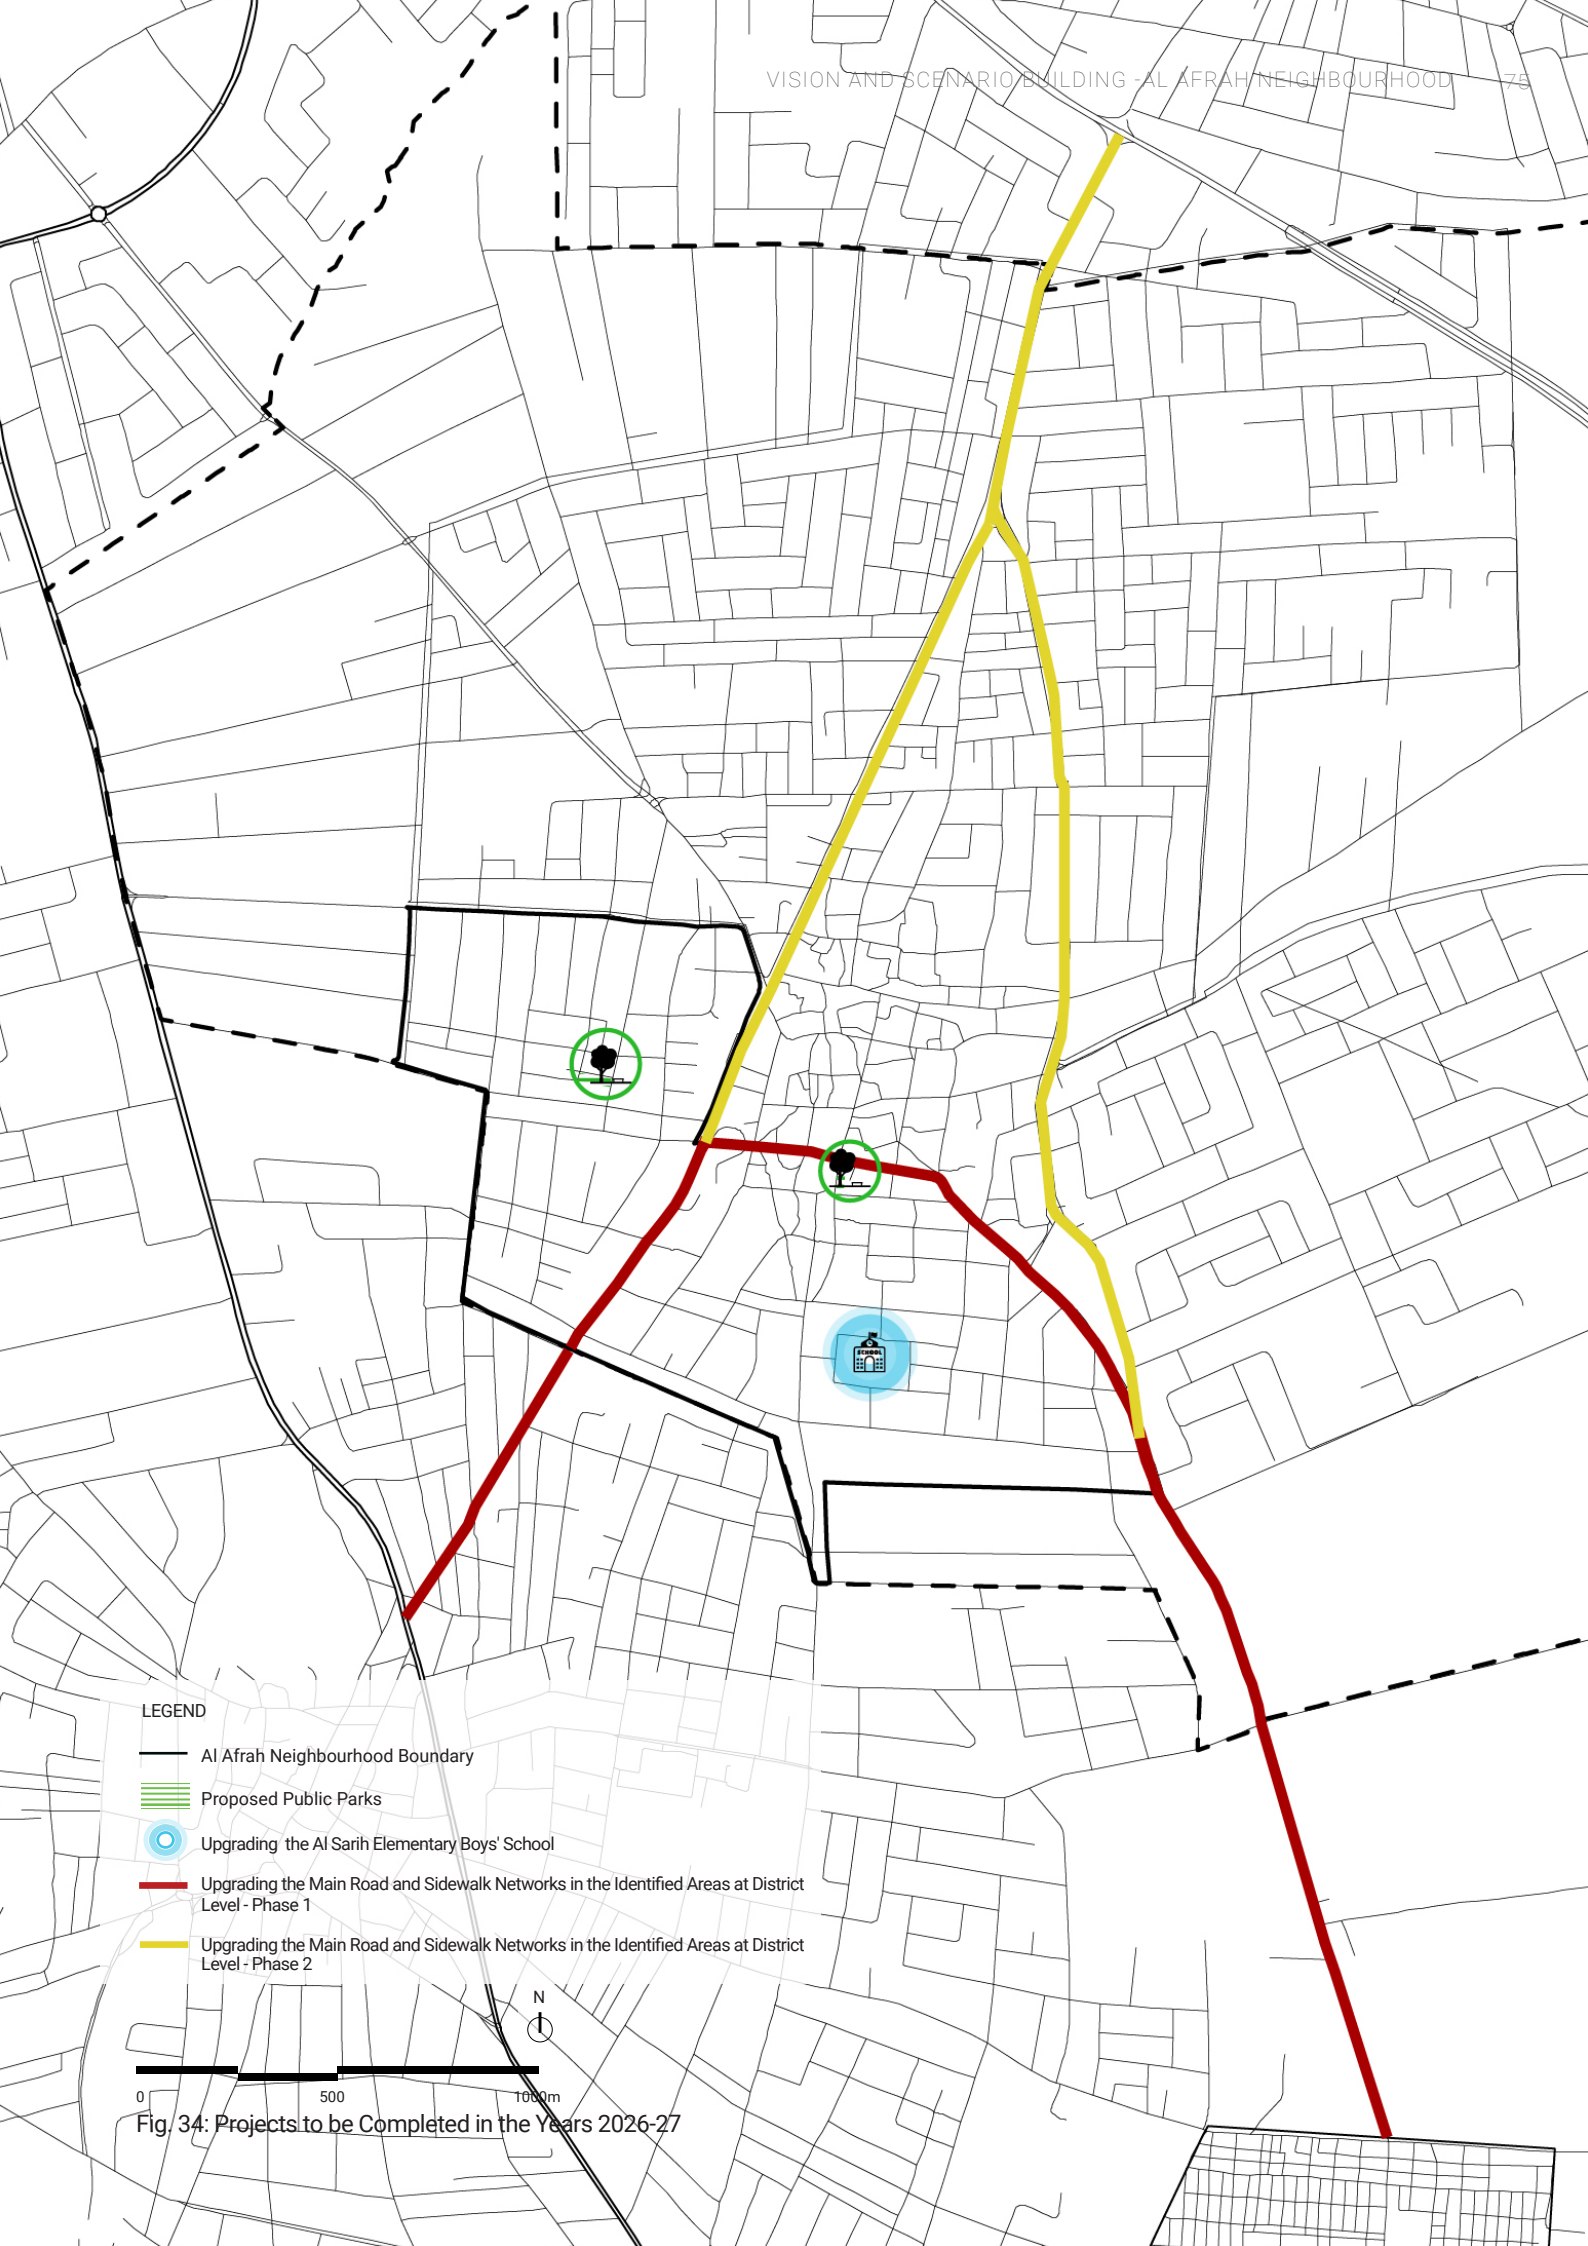 VISION AND SCENARIO BUILDING -AL AFRAH NEIGHBOURHOOD 75
SCHOOL
LEGEND
Al Afrah Neighbourhood Boundary
Proposed Public Parks
Upgrading the Al Sarih Elementary Boys' School
Upgrading the Main Road and Sidewalk Networks in the Identified Areas at District
Level - Phase 1
Upgrading the Main Road and Sidewalk Networks in the Identified Areas at District
Level - Phase 2
N
0 500 1000m
Fig. 34: Projects to be Completed in the Years 2026-27